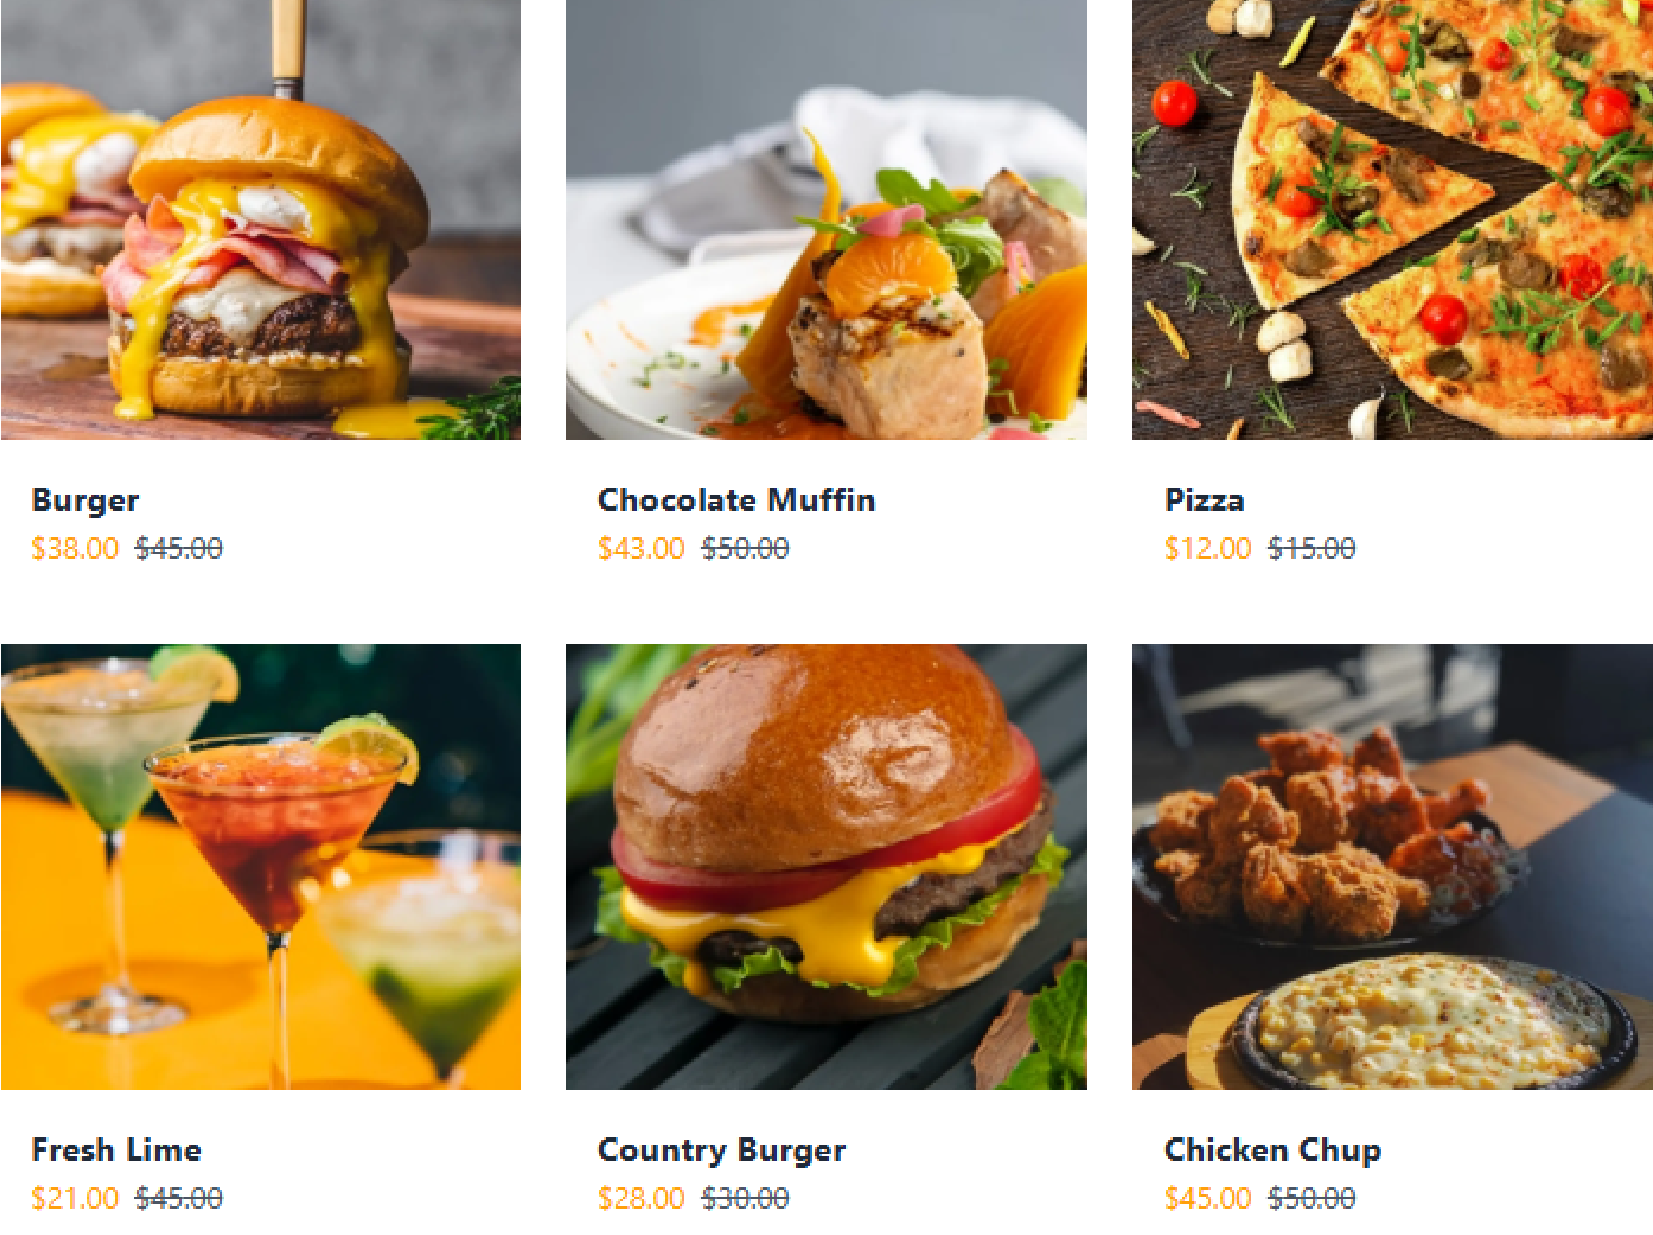 Burger
$38.00 $45.00
Chocolate Muffin
$43.00 $50.00
Pizza
$12.00 $15.00
Fresh Lime
$21.00 $45.00
Country Burger
$28.00 $30.00
Chicken Chup
$45.00 $50.00